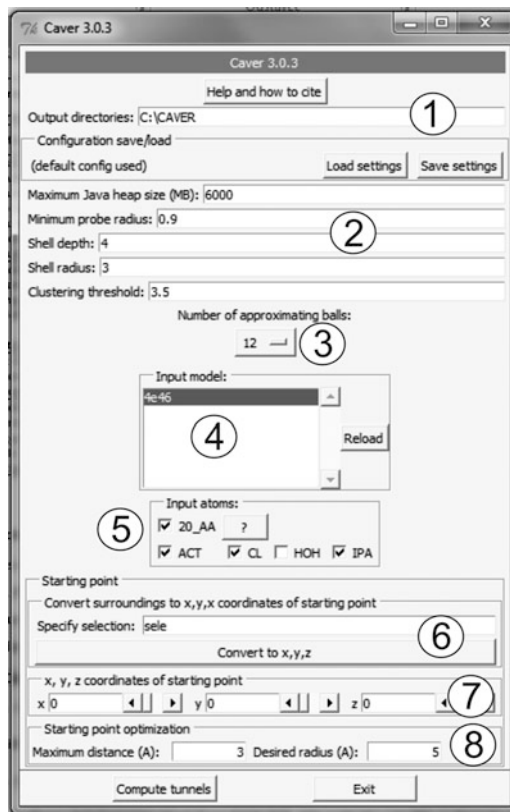 Caver 3.0.3
Caver 3.0.3
Help and how to cite
Output directories: C:\CAVER
1
Configuration save/load
(default config used) Load settings Save settings
Maximum Java heap size (MB): 6000
Minimum probe radius: 0.9
2
Shell depth: 4
Shell radius: 3
Clustering threshold: 3.5
Number of approximating balls:
12
3
Input model:
4e46
4
Reload
Input atoms:
5
20_AA ?
ACT CL HOH IPA
Starting point
Convert surroundings to x,y,x coordinates of starting point
Specify selection: sele
6
Convert to x,y,z
x, y, z coordinates of starting point
x 0 y 0 z 0
7
Starting point optimization
Maximum distance (A): 3 Desired radius (A): 5
8
Compute tunnels Exit